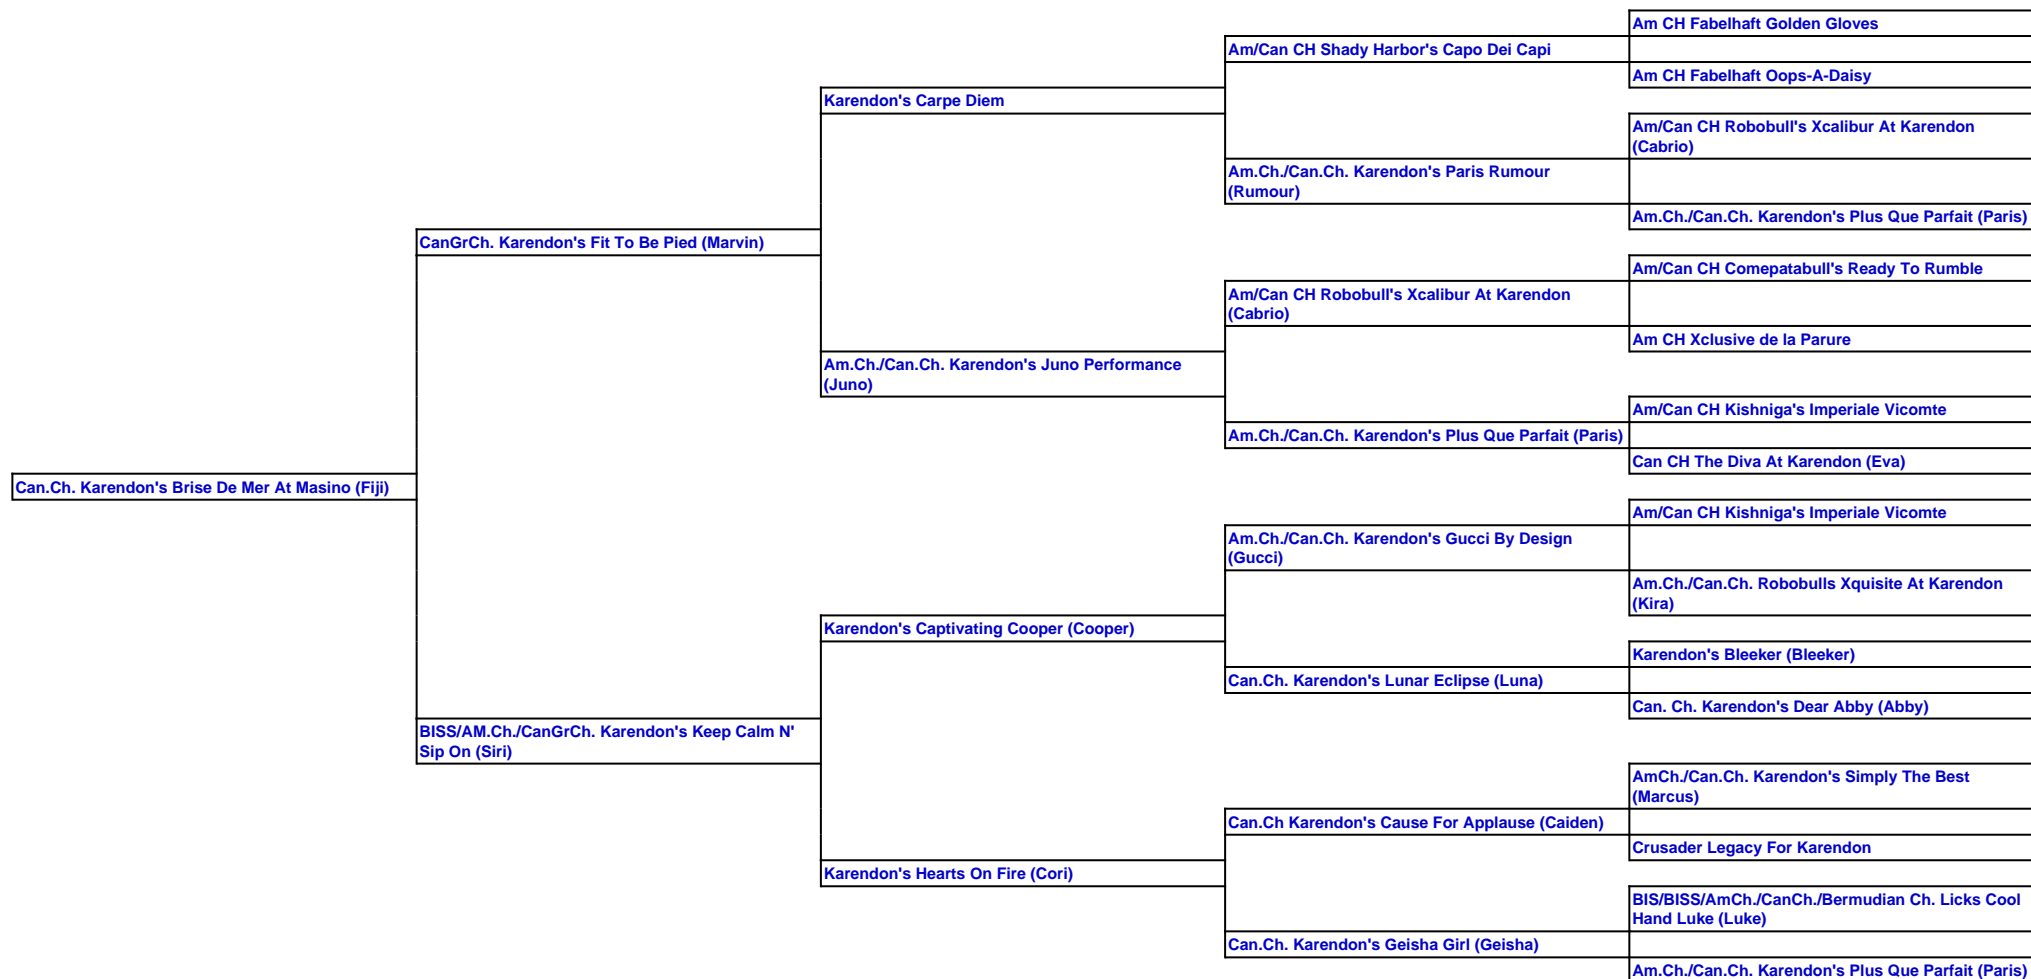 Am CH Fabelhaft Golden Gloves
Am/Can CH Shady Harbor's Capo Dei Capi
Am CH Fabelhaft Oops-A-Daisy
Karendon's Carpe Diem
Am/Can CH Robobull's Xcalibur At Karendon
(Cabrio)
Am.Ch./Can.Ch. Karendon's Paris Rumour
(Rumour)
Am.Ch./Can.Ch. Karendon's Plus Que Parfait (Paris)
CanGrCh. Karendon's Fit To Be Pied (Marvin)
Am/Can CH Comepatabull's Ready To Rumble
Am/Can CH Robobull's Xcalibur At Karendon
(Cabrio)
Am CH Xclusive de la Parure
Am.Ch./Can.Ch. Karendon's Juno Performance
(Juno)
Am/Can CH Kishniga's Imperiale Vicomte
Am.Ch./Can.Ch. Karendon's Plus Que Parfait (Paris)
Can CH The Diva At Karendon (Eva)
Can.Ch. Karendon's Brise De Mer At Masino (Fiji)
Am/Can CH Kishniga's Imperiale Vicomte
Am.Ch./Can.Ch. Karendon's Gucci By Design
(Gucci)
Am.Ch./Can.Ch. Robobulls Xquisite At Karendon
(Kira)
Karendon's Captivating Cooper (Cooper)
Karendon's Bleeker (Bleeker)
Can.Ch. Karendon's Lunar Eclipse (Luna)
Can. Ch. Karendon's Dear Abby (Abby)
BISS/AM.Ch./CanGrCh. Karendon's Keep Calm N'
Sip On (Siri)
AmCh./Can.Ch. Karendon's Simply The Best
(Marcus)
Can.Ch Karendon's Cause For Applause (Caiden)
Crusader Legacy For Karendon
Karendon's Hearts On Fire (Cori)
BIS/BISS/AmCh./CanCh./Bermudian Ch. Licks Cool
Hand Luke (Luke)
Can.Ch. Karendon's Geisha Girl (Geisha)
Am.Ch./Can.Ch. Karendon's Plus Que Parfait (Paris)